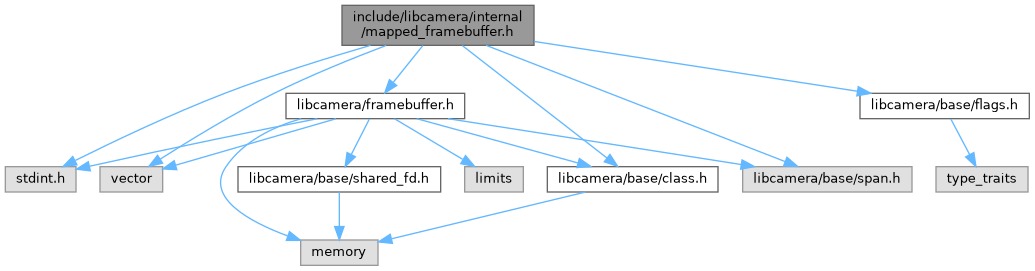 include/libcamera/internal
/mapped_framebuffer.h
libcamera/framebuffer.h
libcamera/base/flags.h
stdint.h
vector
libcamera/base/shared_fd.h
limits
libcamera/base/class.h
libcamera/base/span.h
type_traits
memory